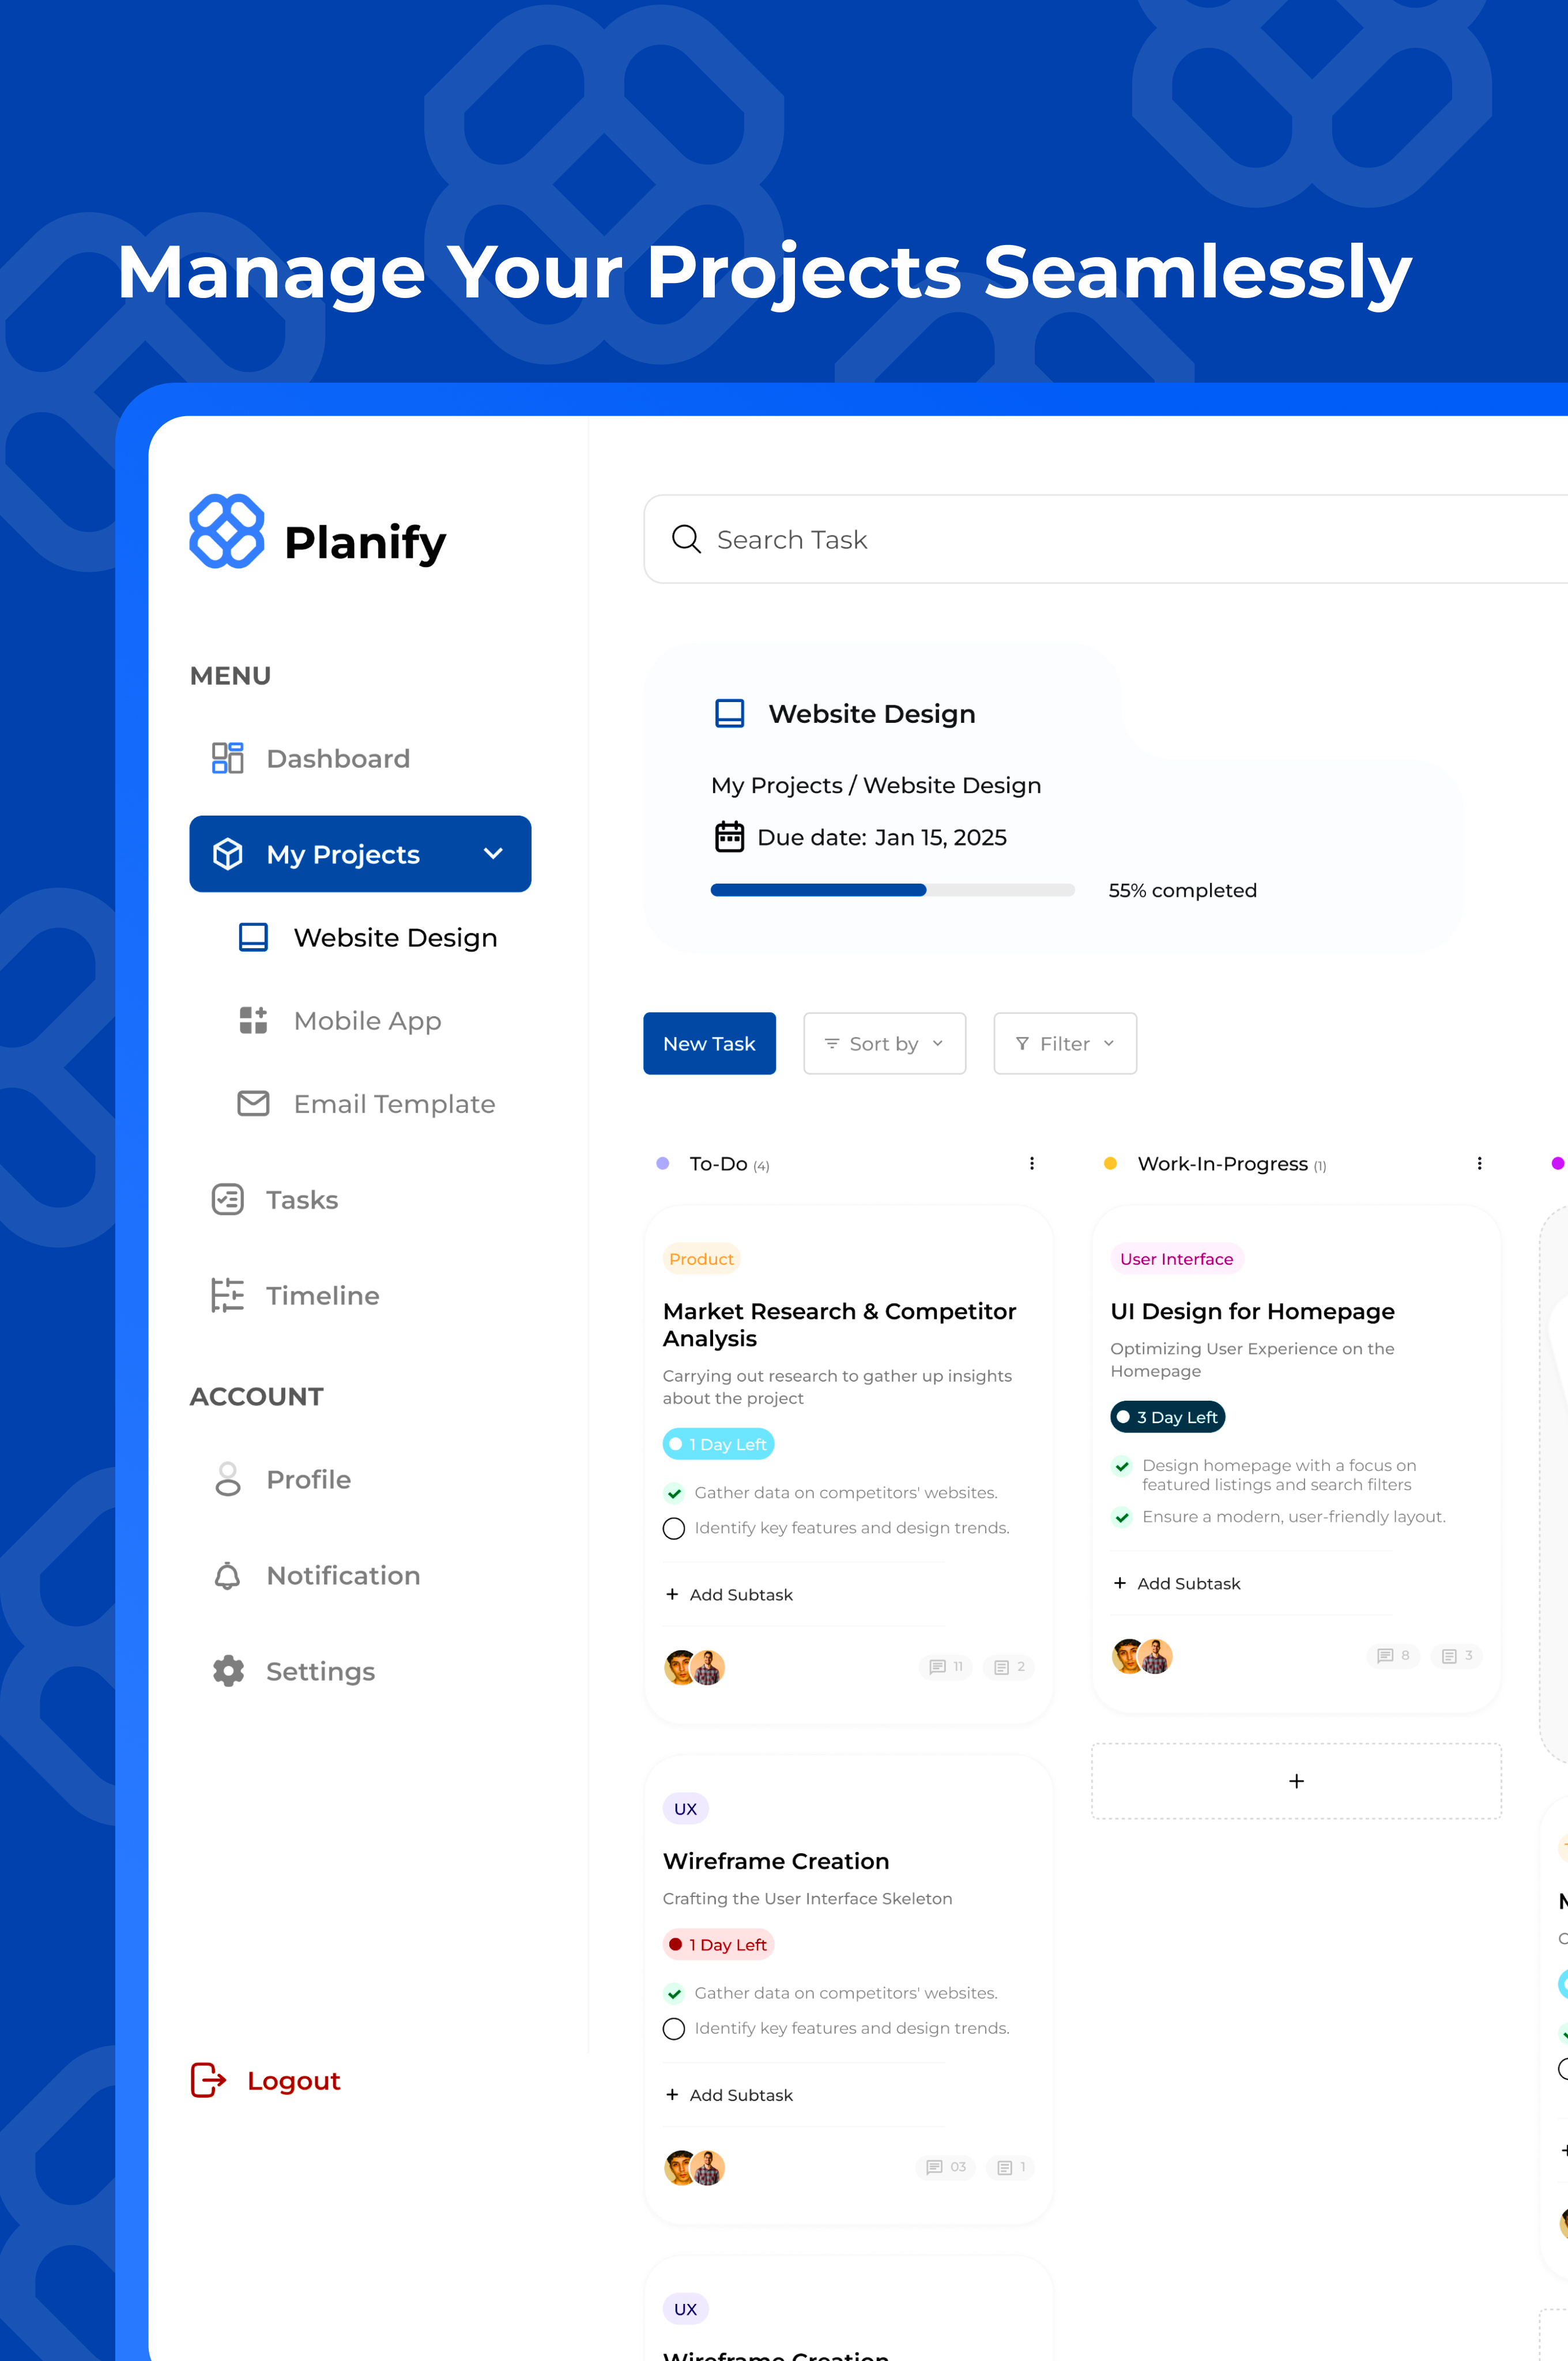 Manage Your Projects Seamlessly
Planify
MENU
Dashboard
My Projects
Website Design
Mobile App
Email Template
Tasks
Timeline
ACCOUNT
Profile
Notification
Settings
Logout
Search Task
Website Design
My Projects / Website Design
Due date: Jan 15, 2025
55% completed
New Task
Sort by
Filter
To-Do (4)
Product
Market Research & Competitor
Analysis
Carrying out research to gather up insights
about the project
1 Day Left
Gather data on competitors' websites.
Identify key features and design trends.
+ Add Subtask
11
2
UX
Wireframe Creation
Crafting the User Interface Skeleton
1 Day Left
Gather data on competitors' websites.
Identify key features and design trends.
+ Add Subtask
03
1
UX
Wireframe Creation
Work-In-Progress (1)
User Interface
UI Design for Homepage
Optimizing User Experience on the
Homepage
3 Day Left
Design homepage with a focus on
featured listings and search filters
Ensure a modern, user-friendly layout.
+ Add Subtask
8
3
+